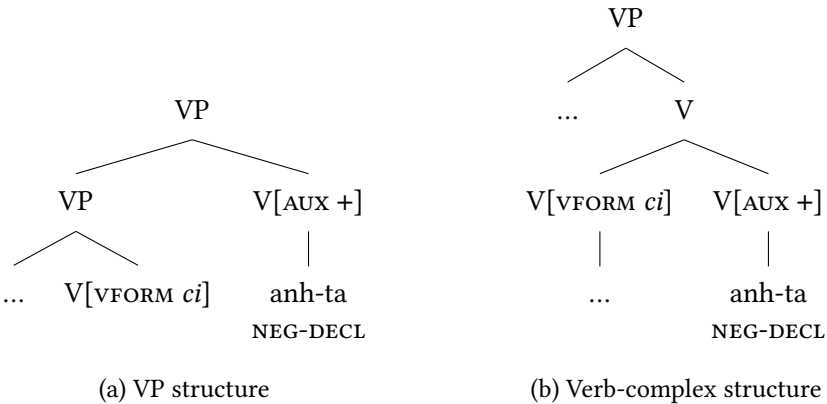 VP
VP
... V
VP V[AUX +]
V[VFORM ci] V[AUX +]
... V[VFORM ci] anh-ta
NEG-DECL
... anh-ta
NEG-DECL
(a) VP structure
(b) Verb-complex structure